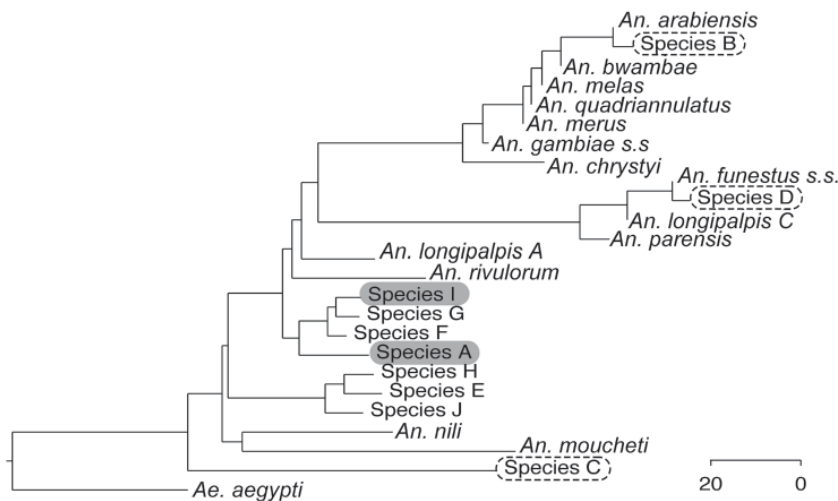 An. arabiensis
Species B
An. bwambae
An. melas
An. quadriannulatus
An. merus
An. gambiae s.s
An. chrystyi
An. funestus s.s.
Species D
An. longipalpis C
An. parensis
An. longipalpis A
An. rivulorum
Species I
Species G
Species F
Species A
Species H
Species E
Species J
An. nili
An. moucheti
Species C
20 0
Ae. aegypti